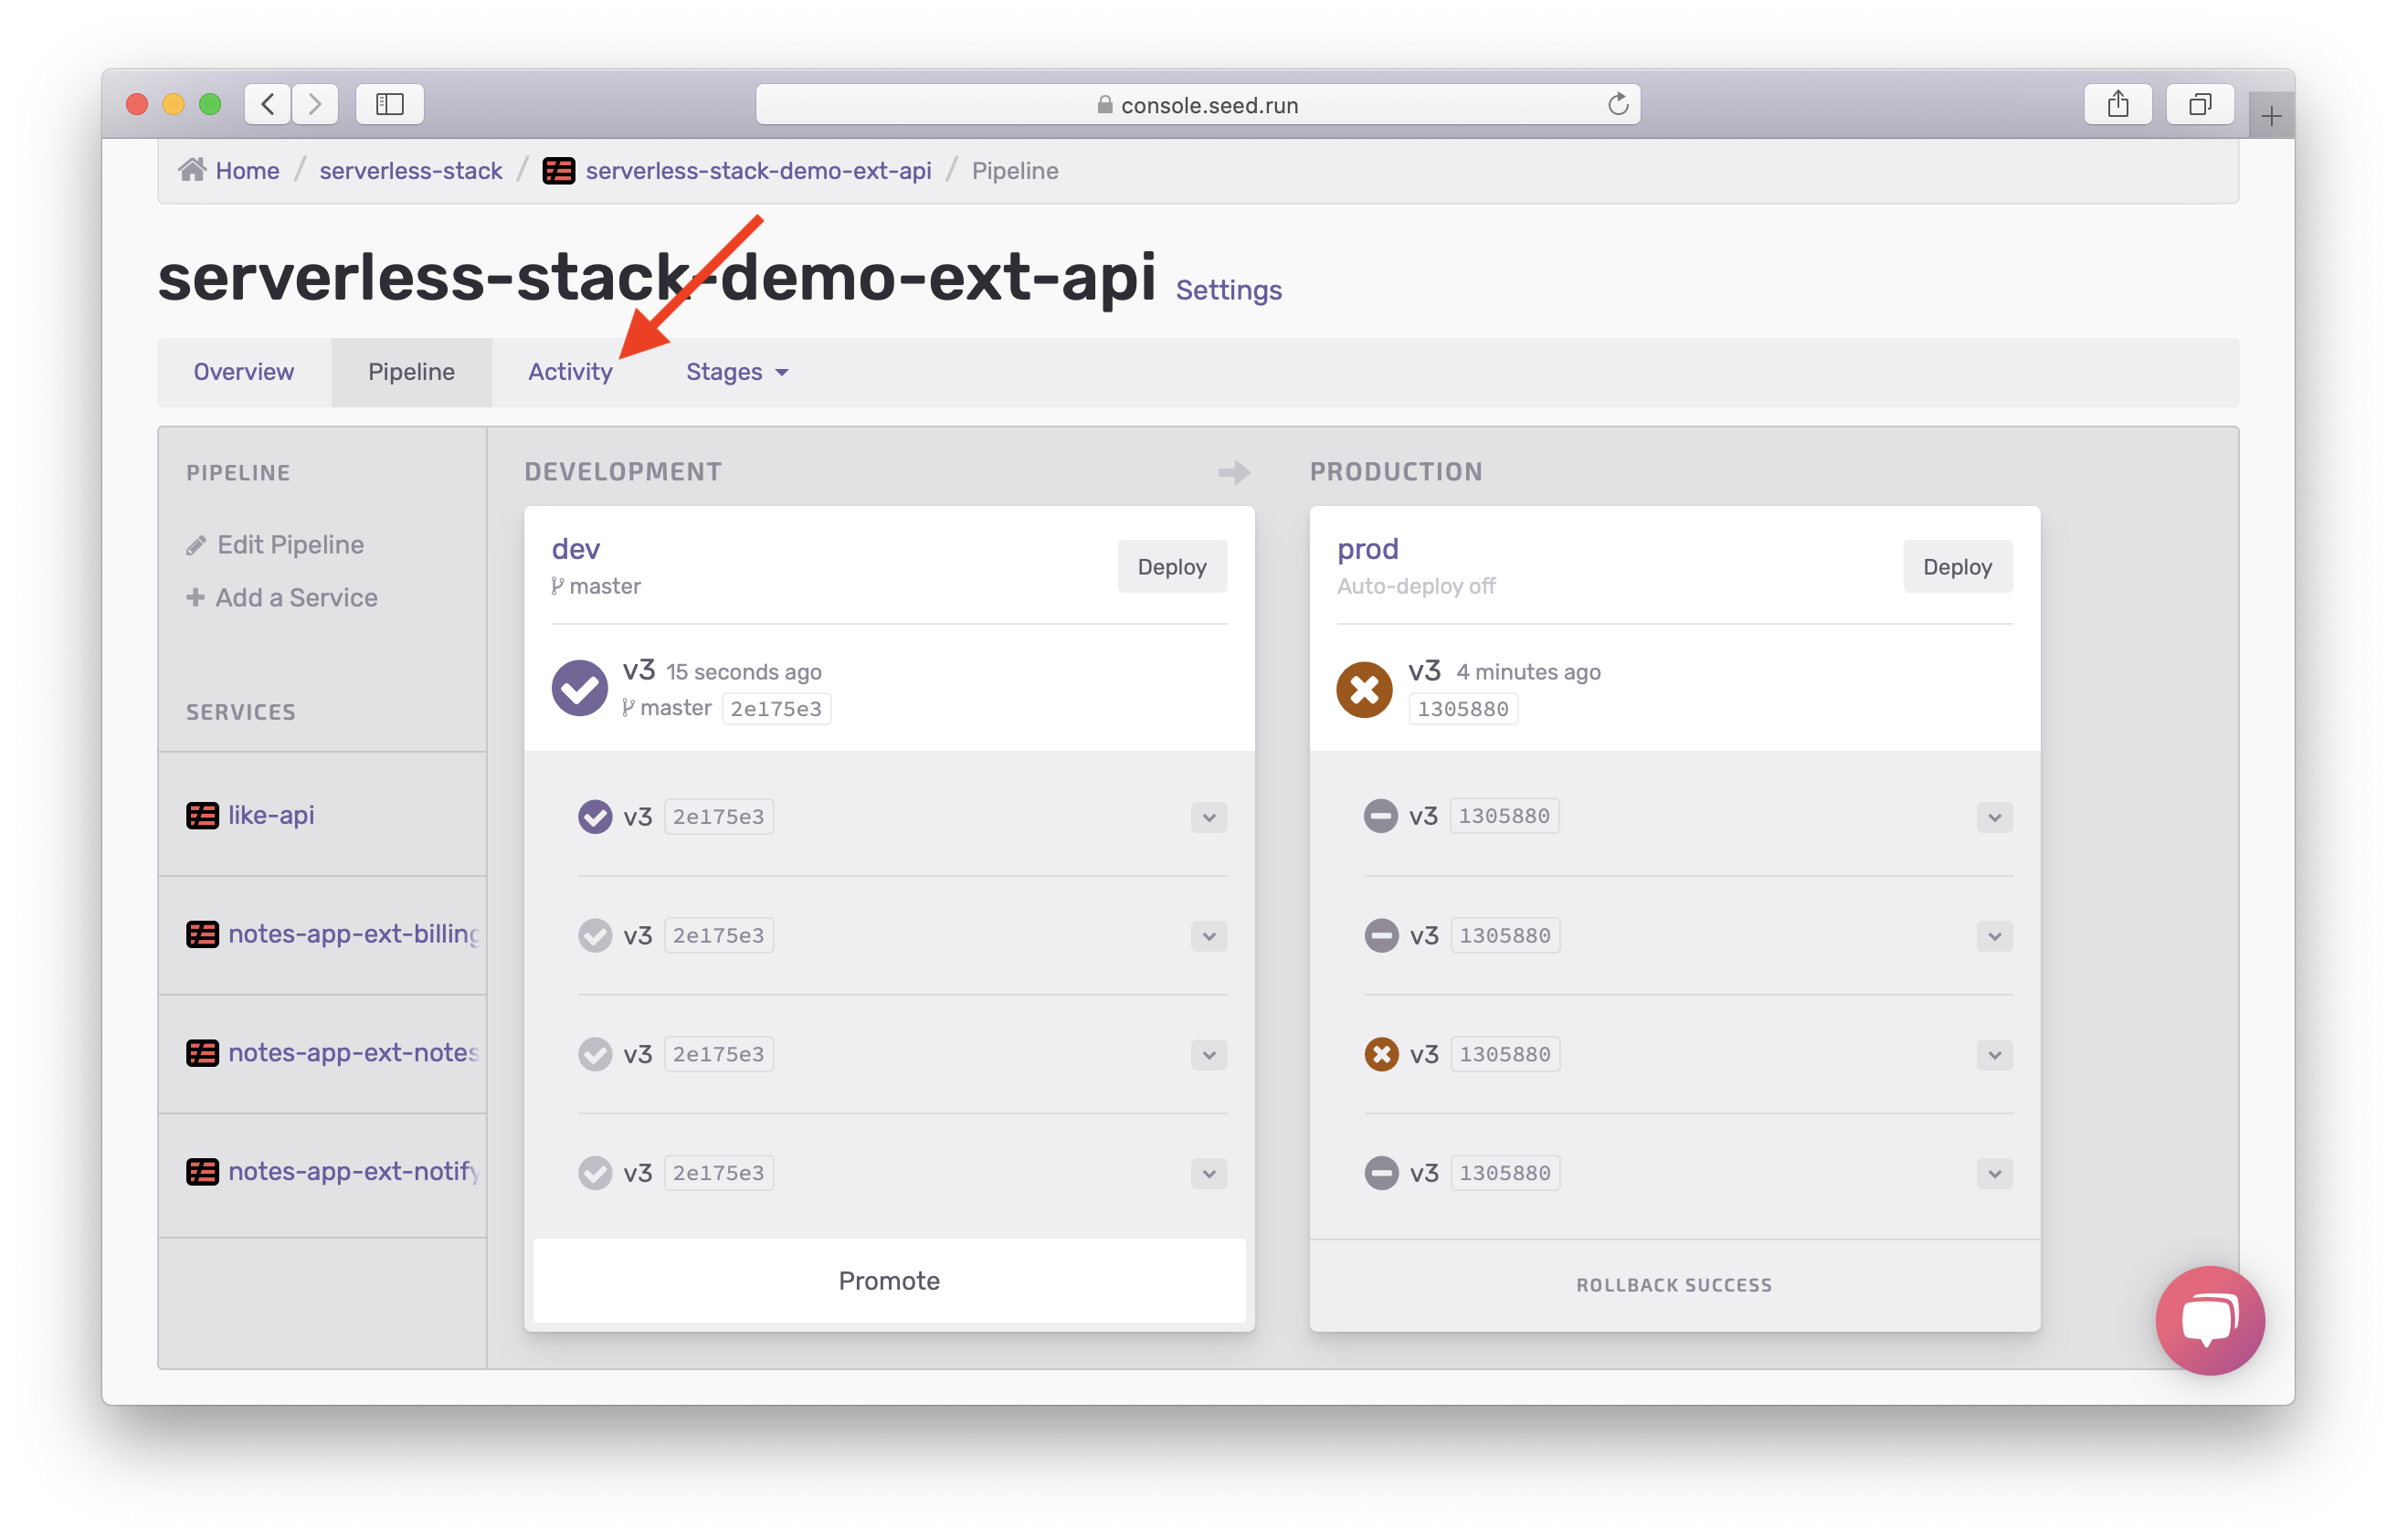 console.seed.run
Home / serverless-stack / serverless-stack-demo-ext-api / Pipeline
serverless-stack-demo-ext-api Settings
Overview Pipeline Activity Stages
PIPELINE
Edit Pipeline
Add a Service
SERVICES
like-api
notes-app-ext-billing
notes-app-ext-notes
notes-app-ext-notify
DEVELOPMENT
dev
master
Deploy
v3 15 seconds ago
master 2e175e3
v3 2e175e3
v3 2e175e3
v3 2e175e3
v3 2e175e3
Promote
PRODUCTION
prod
Auto-deploy off
Deploy
v3 4 minutes ago
1305880
v3 1305880
v3 1305880
v3 1305880
v3 1305880
ROLLBACK SUCCESS